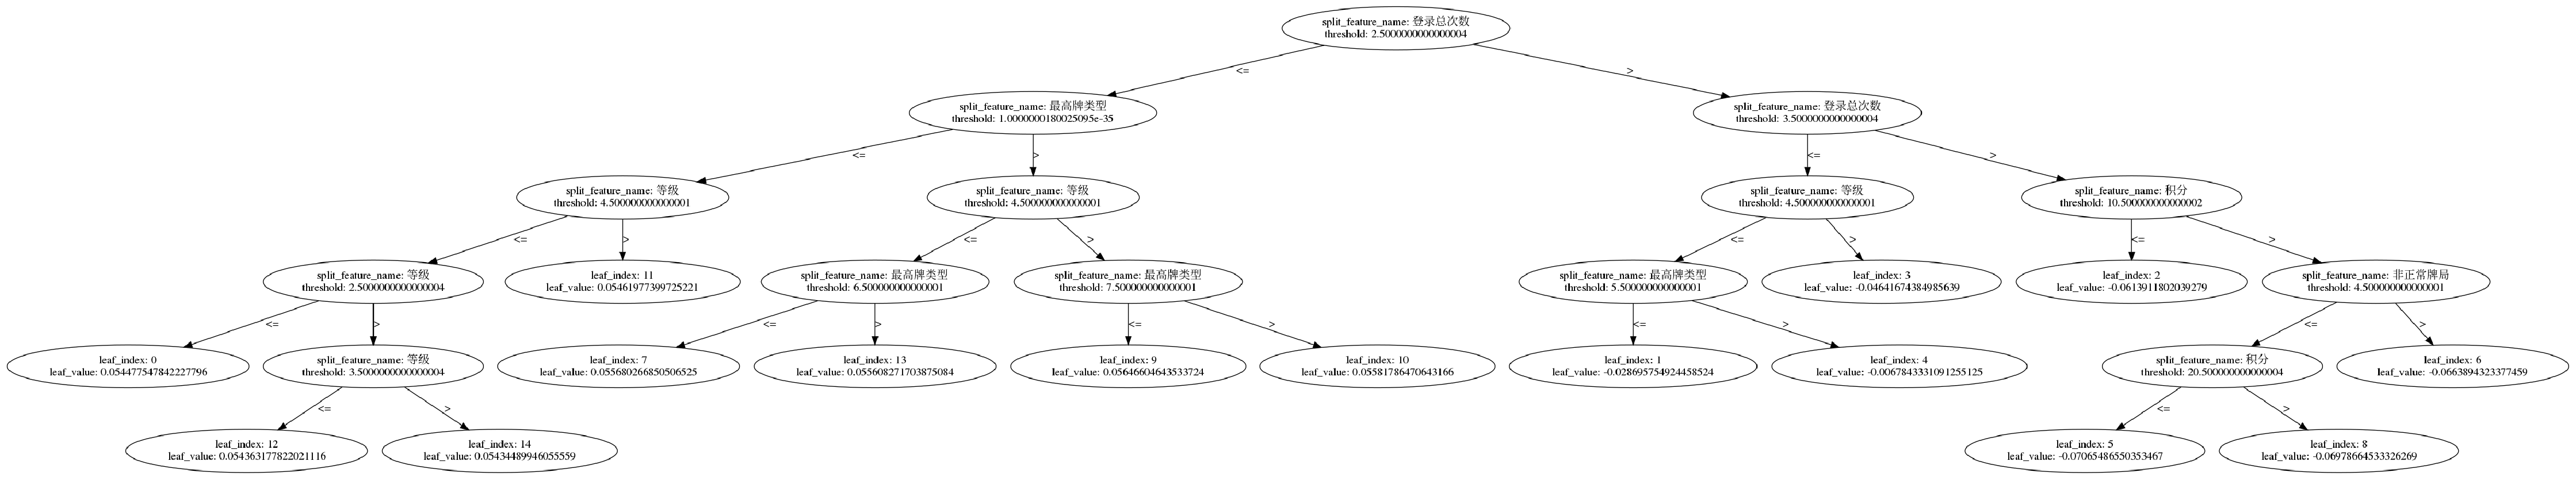 split_feature_name: 登录总次数
threshold: 2.5000000000000004
<=
>
split_feature_name: 最高牌类型
threshold: 1.0000000180025095e-35
split_feature_name: 登录总次数
threshold: 3.5000000000000004
<=
>
<=
>
split_feature_name: 等级
threshold: 4.500000000000001
split_feature_name: 等级
threshold: 4.500000000000001
split_feature_name: 等级
threshold: 4.500000000000001
split_feature_name: 积分
threshold: 10.500000000000002
<=
>
<=
>
<=
>
<=
>
split_feature_name: 等级
threshold: 2.5000000000000004
leaf_index: 11
leaf_value: 0.05461977399725221
split_feature_name: 最高牌类型
threshold: 6.500000000000001
split_feature_name: 最高牌类型
threshold: 7.500000000000001
split_feature_name: 最高牌类型
threshold: 5.500000000000001
leaf_index: 3
leaf_value: -0.04641674384985639
leaf_index: 2
leaf_value: -0.0613911802039279
split_feature_name: 非正常牌局
threshold: 4.500000000000001
<=
>
<=
>
<=
>
<=
>
<=
>
leaf_index: 0
leaf_value: 0.054477547842227796
split_feature_name: 等级
threshold: 3.5000000000000004
leaf_index: 7
leaf_value: 0.055680266850506525
leaf_index: 13
leaf_value: 0.055608271703875084
leaf_index: 9
leaf_value: 0.05646604643533724
leaf_index: 10
leaf_value: 0.05581786470643166
leaf_index: 1
leaf_value: -0.028695754924458524
leaf_index: 4
leaf_value: -0.0067843331091255125
split_feature_name: 积分
threshold: 20.500000000000004
leaf_index: 6
leaf_value: -0.0663894323377459
<=
>
<=
>
leaf_index: 12
leaf_value: 0.054363177822021116
leaf_index: 14
leaf_value: 0.05434489946055559
leaf_index: 5
leaf_value: -0.07065486550353467
leaf_index: 8
leaf_value: -0.06978664533326269